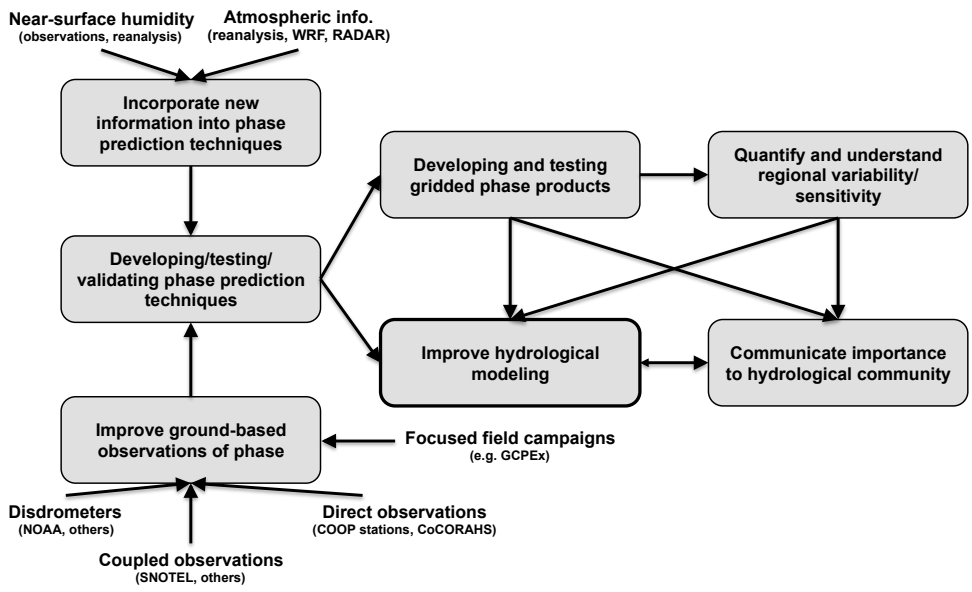 Near-surface humidity
(observations, reanalysis)
Atmospheric info.
(reanalysis, WRF, RADAR)
Incorporate new
information into phase
prediction techniques
Developing and testing
gridded phase products
Quantify and understand
regional variability/
sensitivity
Developing/testing/
validating phase prediction
techniques
Improve hydrological
modeling
Communicate importance
to hydrological community
Improve ground-based
observations of phase
Focused field campaigns
(e.g. GCPEx)
Disdrometers
(NOAA, others)
Direct observations
(COOP stations, CoCORAHS)
Coupled observations
(SNOTEL, others)